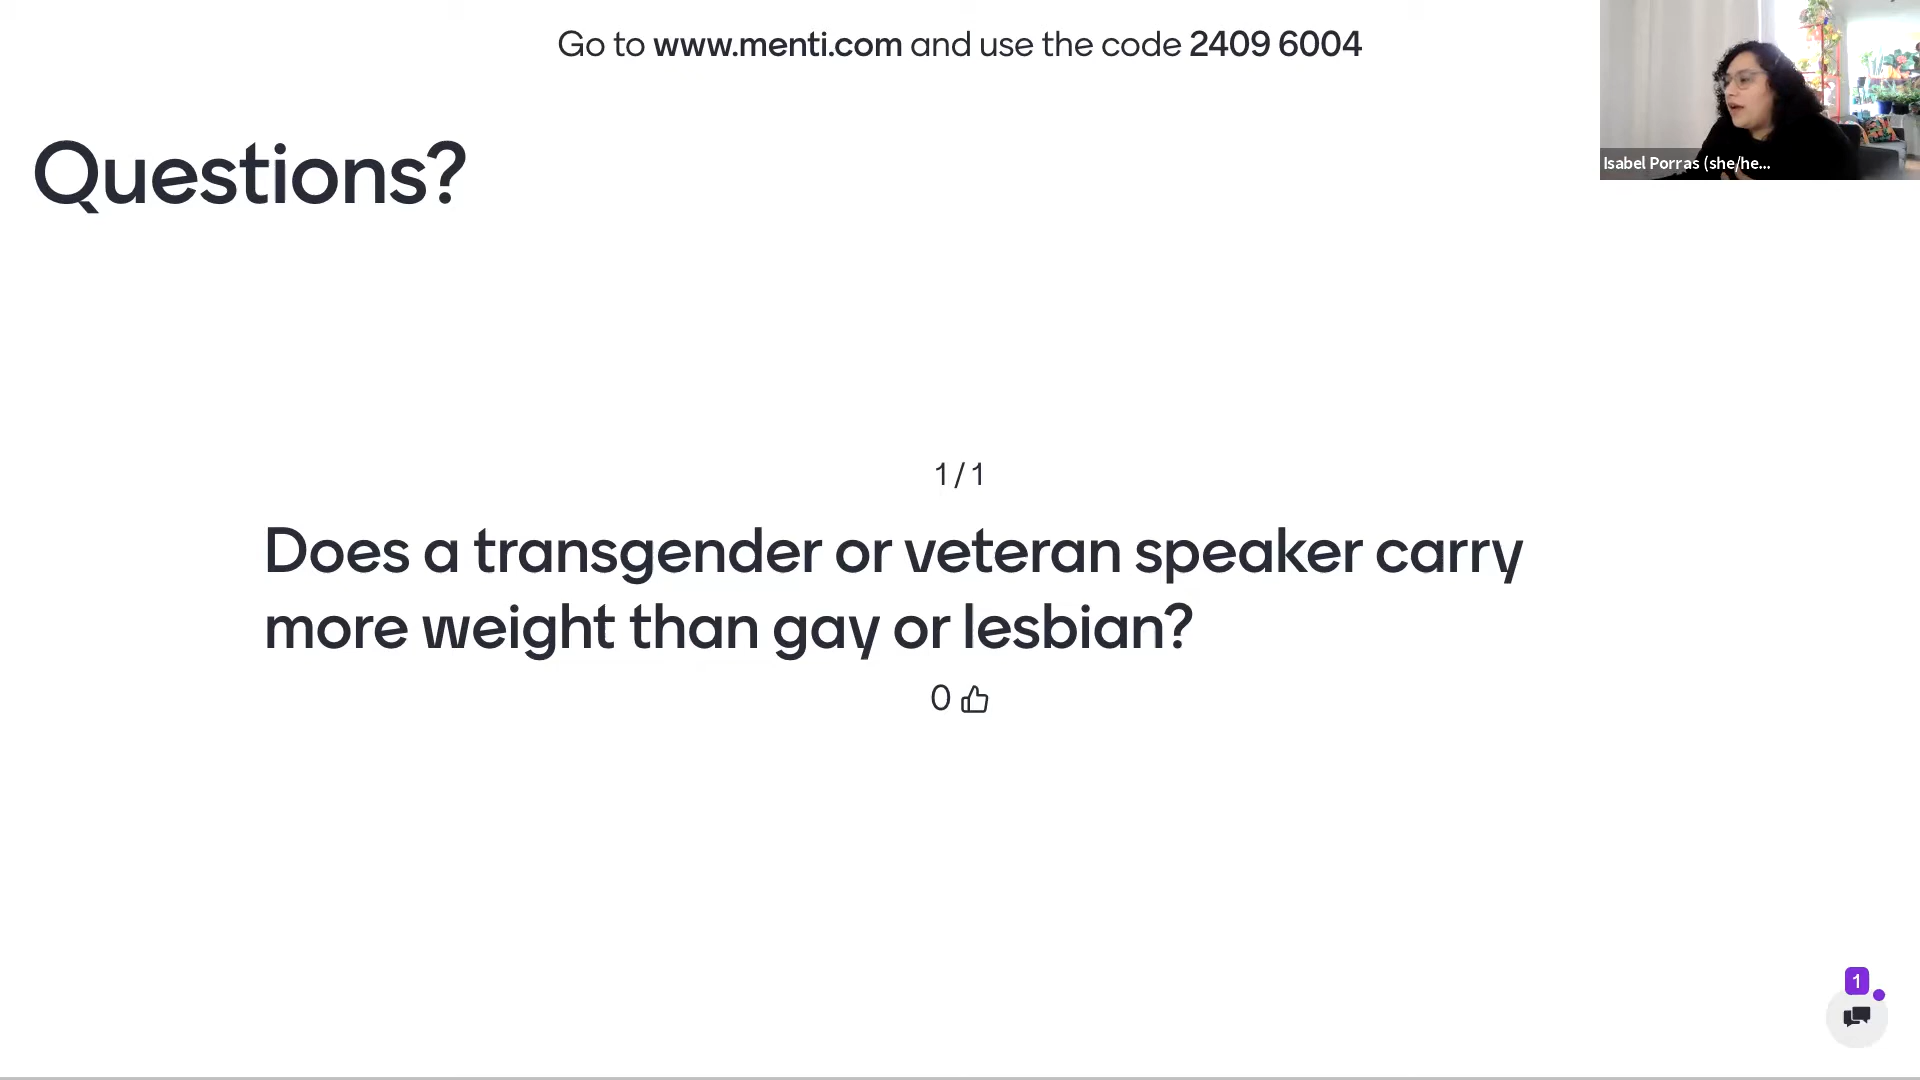 Go to www.menti.com and use the code 2409 6004
Isabel Porras (she/he...
Questions?
1 / 1
Does a transgender or veteran speaker carry
more weight than gay or lesbian?
0
1